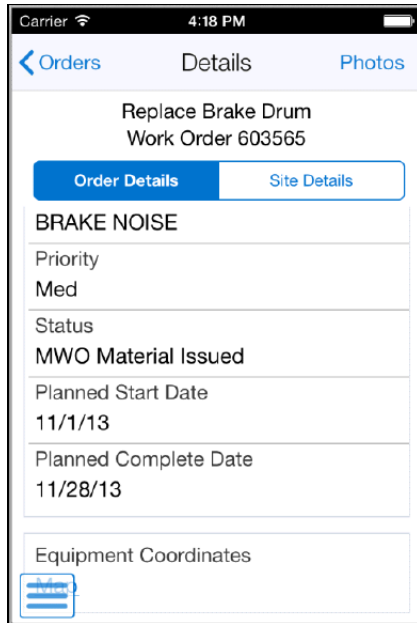 Carrier 4:18 PM
Orders Details Photos
Replace Brake Drum
Work Order 603565
Order Details Site Details
BRAKE NOISE
Priority
Med
Status
MWO Material Issued
Planned Start Date
11/1/13
Planned Complete Date
11/28/13
Equipment Coordinates
Map